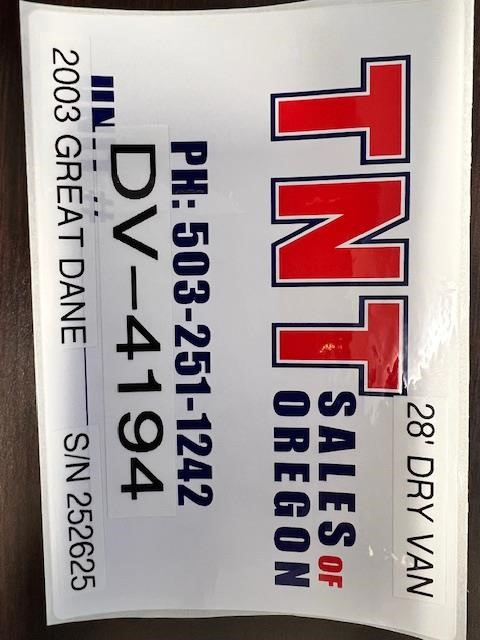 28' DRY VAN
TNT SALES OF
OREGON
PH: 503-251-1242
DV-4194
2003 GREAT DANE S/N 252625